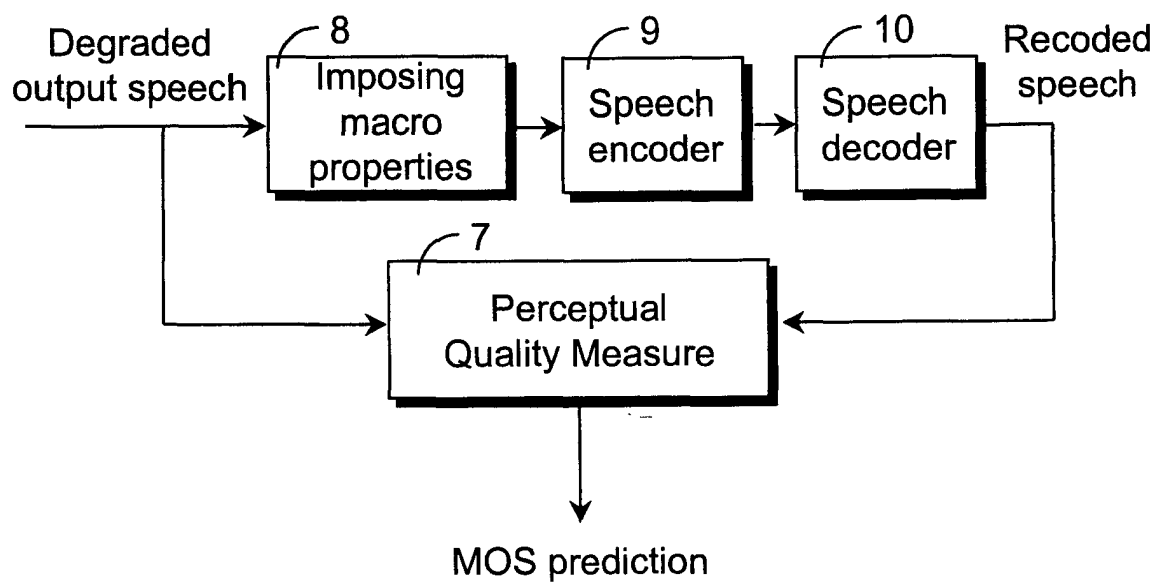 Degraded
output speech
8
Imposing
macro
properties
9
Speech
encoder
10
Speech
decoder
Recoded
speech
7
Perceptual
Quality Measure
MOS prediction